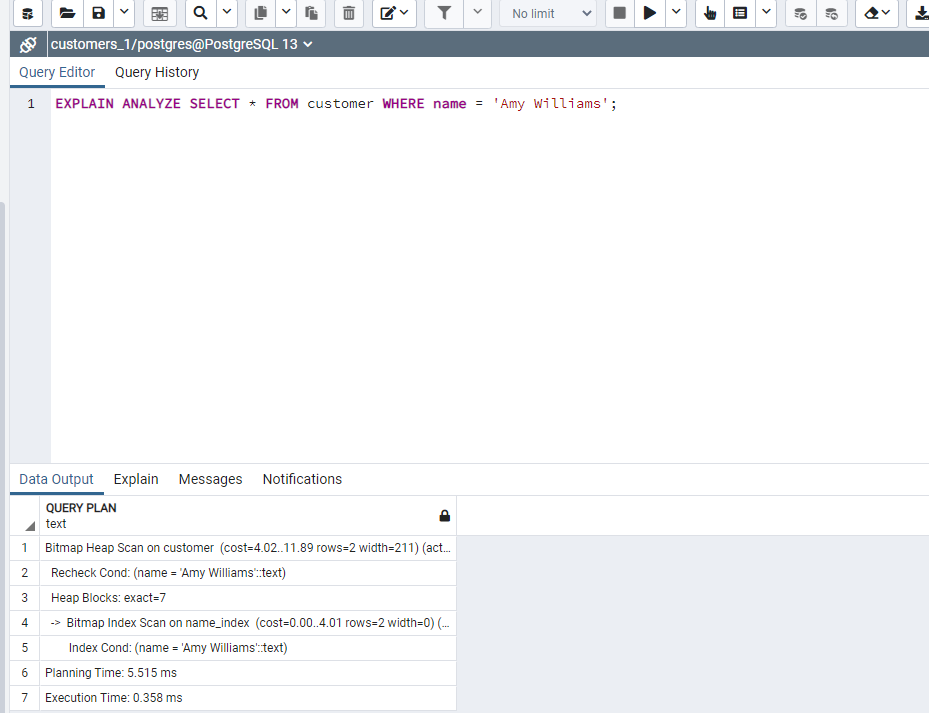 No limit
customers_1/postgres@PostgreSQL 13
Query Editor Query History
1 EXPLAIN ANALYZE SELECT * FROM customer WHERE name = 'Amy Williams';
Data Output Explain Messages Notifications
QUERY PLAN
text
1 Bitmap Heap Scan on customer (cost=4.02..11.89 rows=2 width=211) (act...
2 Recheck Cond: (name = 'Amy Williams'::text)
3 Heap Blocks: exact=7
4 -> Bitmap Index Scan on name_index (cost=0.00..4.01 rows=2 width=0) (...
5 Index Cond: (name = 'Amy Williams'::text)
6 Planning Time: 5.515 ms
7 Execution Time: 0.358 ms